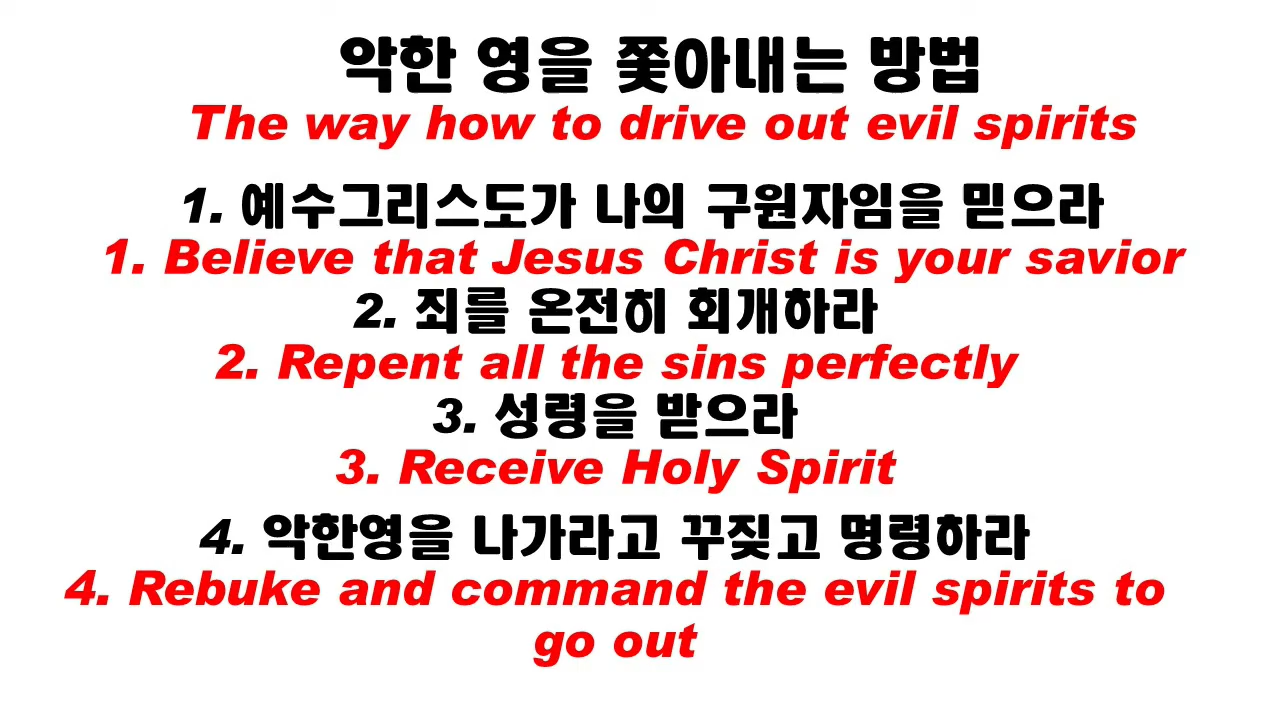 악한 영을 쫓아내는 방법
The way how to drive out evil spirits
1. 예수그리스도가 나의 구원자임을 믿으라
1. Believe that Jesus Christ is your savior
2. 죄를 온전히 회개하라
2. Repent all the sins perfectly
3. 성령을 받으라
3. Receive Holy Spirit
4. 악한영을 나가라고 꾸짖고 명령하라
4. Rebuke and command the evil spirits to
go out